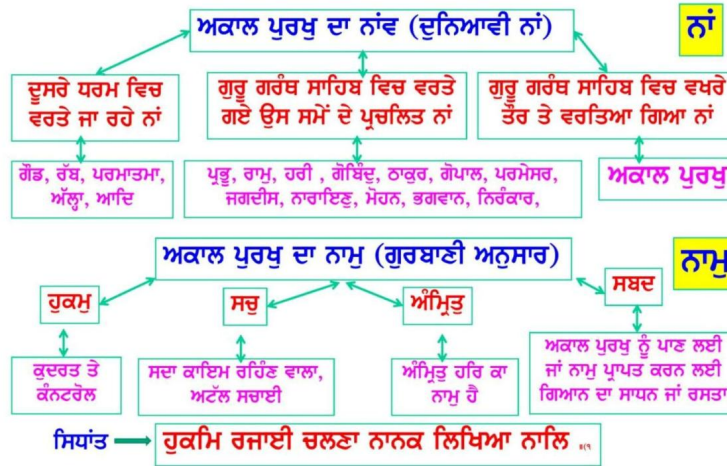 ਅਕਾਲ ਪੁਰਖੁ ਦਾ ਨਾਂਵ (ਦੁਨਿਆਵੀ ਨਾਂ)
ਨਾਂ
ਦੂਸਰੇ ਧਰਮ ਵਿਚ
ਵਰਤੇ ਜਾ ਰਹੇ ਨਾਂ
ਗੁਰੂ ਗਰੰਥ ਸਾਹਿਬ ਵਿਚ ਵਰਤੇ
ਗਏ ਉਸ ਸਮੇਂ ਦੇ ਪ੍ਰਚਲਿਤ ਨਾਂ
ਗੁਰੂ ਗਰੰਥ ਸਾਹਿਬ ਵਿਚ ਵਖਰੇ
ਤੌਰ ਤੇ ਵਰਤਿਆ ਗਿਆ ਨਾਂ
ਗੌਡ, ਰੱਬ, ਪਰਮਾਤਮਾ,
ਅੱਲ੍ਹਾ, ਆਦਿ
ਪ੍ਰਭੂ, ਰਾਮੁ, ਹਰੀ , ਗੋਬਿੰਦੁ, ਠਾਕੁਰ, ਗੋਪਾਲ, ਪਰਮੇਸਰ,
ਜਗਦੀਸ, ਨਾਰਾਇਣੁ, ਮੋਹਨ, ਭਗਵਾਨ, ਨਿਰੰਕਾਰ,
ਅਕਾਲ ਪੁਰਖੁ
ਅਕਾਲ ਪੁਰਖੁ ਦਾ ਨਾਮੁ (ਗੁਰਬਾਣੀ ਅਨੁਸਾਰ)
ਨਾਮੁ
ਹੁਕਮੁ
ਸਚੁ
ਅੰਮ੍ਰਿਤੁ
ਸਬਦ
ਕੁਦਰਤ ਤੇ
ਕੰਨਟਰੋਲ
ਸਦਾ ਕਾਇਮ ਰਹਿੰਣ ਵਾਲਾ,
ਅਟੱਲ ਸਚਾਈ
ਅੰਮ੍ਰਿਤੁ ਹਰਿ ਕਾ
ਨਾਮੁ ਹੈ
ਅਕਾਲ ਪੁਰਖੁ ਨੂੰ ਪਾਣ ਲਈ
ਜਾਂ ਨਾਮੁ ਪ੍ਰਾਪਤ ਕਰਨ ਲਈ
ਗਿਆਨ ਦਾ ਸਾਧਨ ਜਾਂ ਰਸਤਾ
ਸਿਧਾਂਤ
ਹੁਕਮਿ ਰਜਾਈ ਚਲਣਾ ਨਾਨਕ ਲਿਖਿਆ ਨਾਲਿ